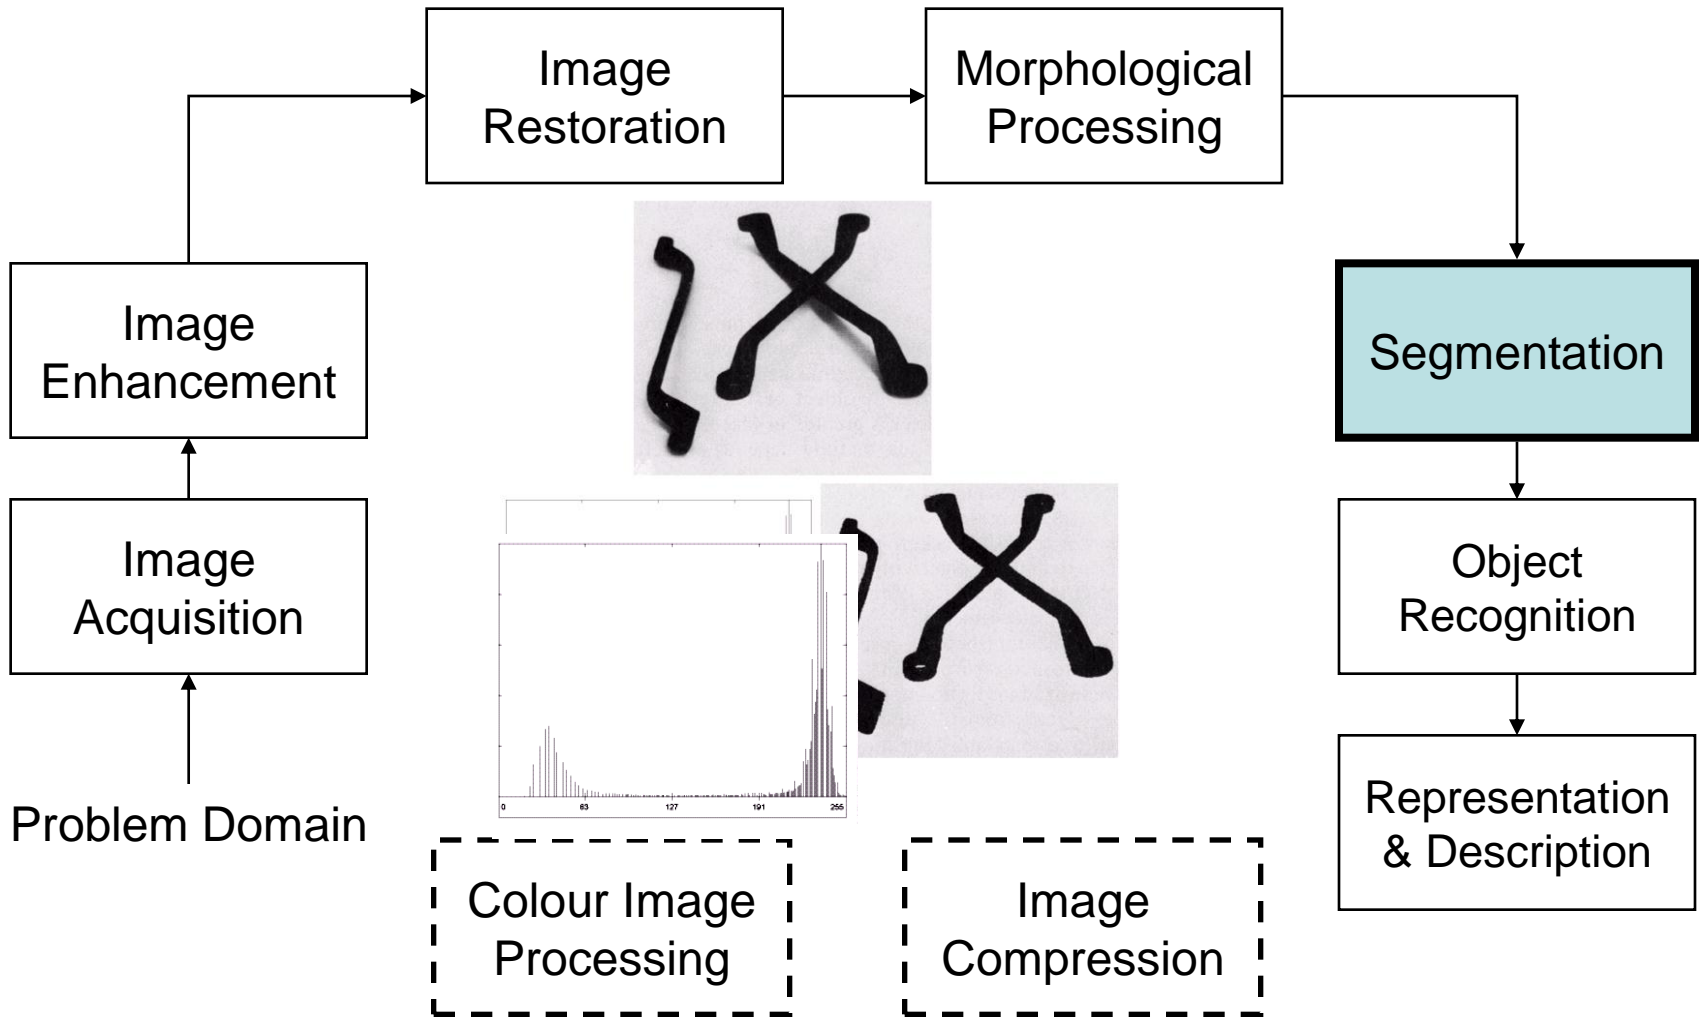 Image
Restoration
Morphological
Processing
Image
Enhancement
Segmentation
Image
Acquisition
Object
Recognition
0 63 127 191 255
Problem Domain
Representation
& Description
Colour Image
Processing
Image
Compression